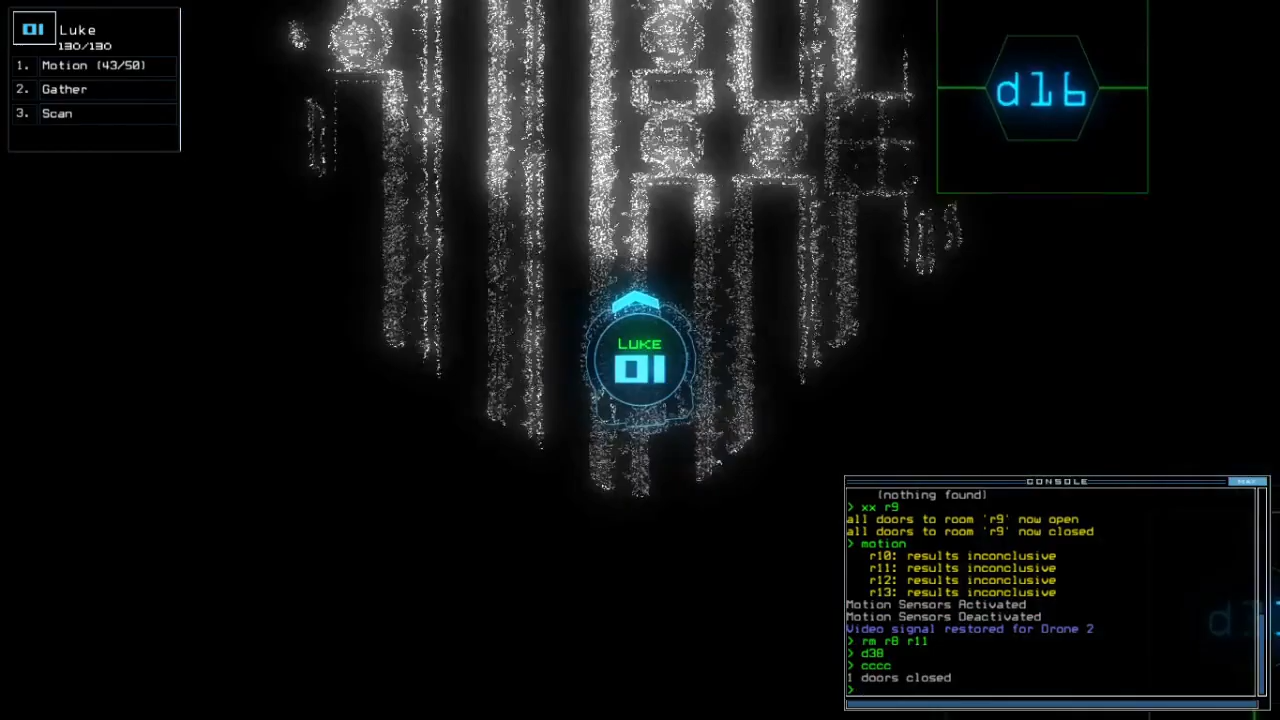 01 Luke
130/130
1. Motion (43/50)
2. Gather
3. Scan
d16
LUKE
01
CONSOLE
(nothing found)
> xx r9
all doors to room 'r9' now open
all doors to room 'r9' now closed
> motion
r10: results inconclusive
r11: results inconclusive
r12: results inconclusive
r13: results inconclusive
Motion Sensors Activated
Motion Sensors Deactivated
Video signal restored for Drone 2
> rm r8 r11
> d38
> cccc
1 doors closed
>